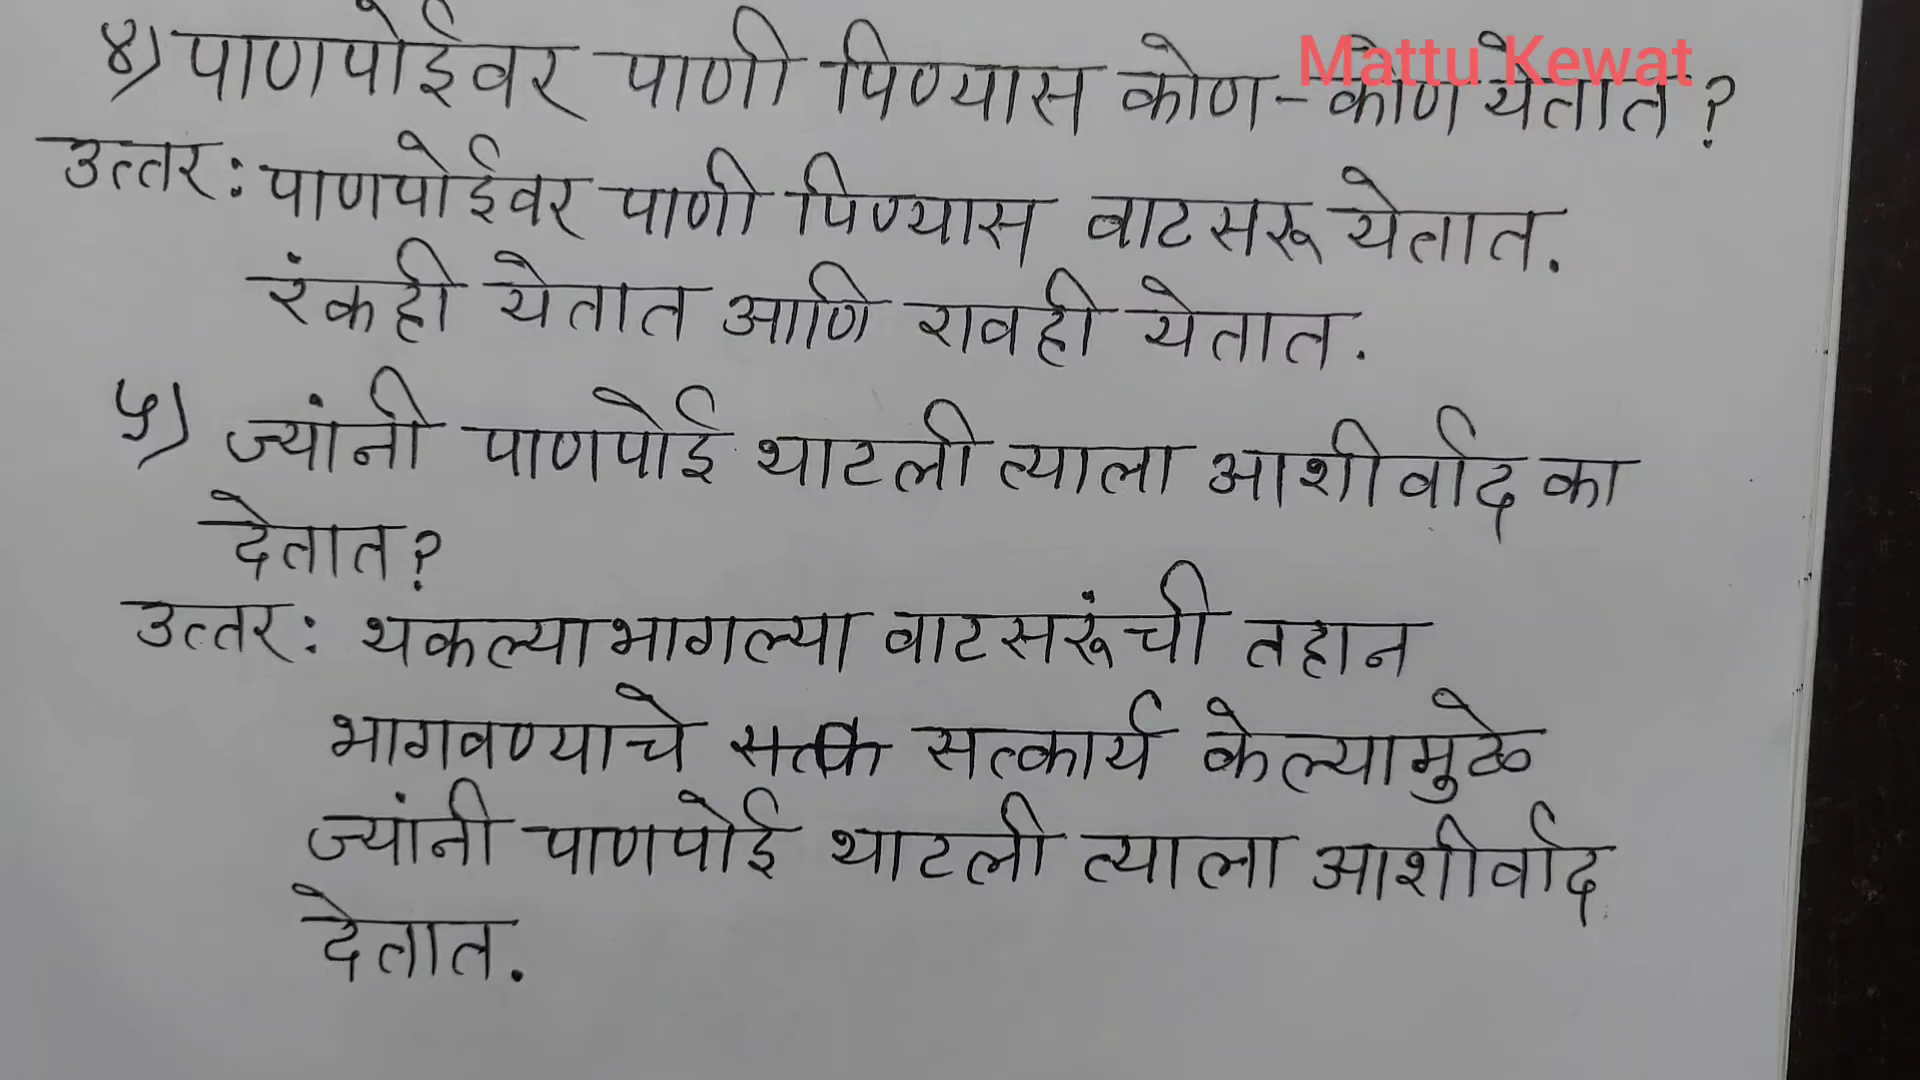 Mattu Kewat
४) पाणपोईवर पाणी पिण्यास कोण-कोण येतात?
उत्तर: पाणपोईवर पाणी पिण्यास वाटसरू येतात.
रंकही येतात आणि रावही येतात.
५) ज्यांनी पाणपोई थाटली त्याला आशीर्वाद का
देतात?
उत्तर: थकल्या भागल्या वाटसरूंची तहान
भागवण्याचे सत्कार्य केल्यामुळे
ज्यांनी पाणपोई थाटली त्याला आशीर्वाद
देतात.